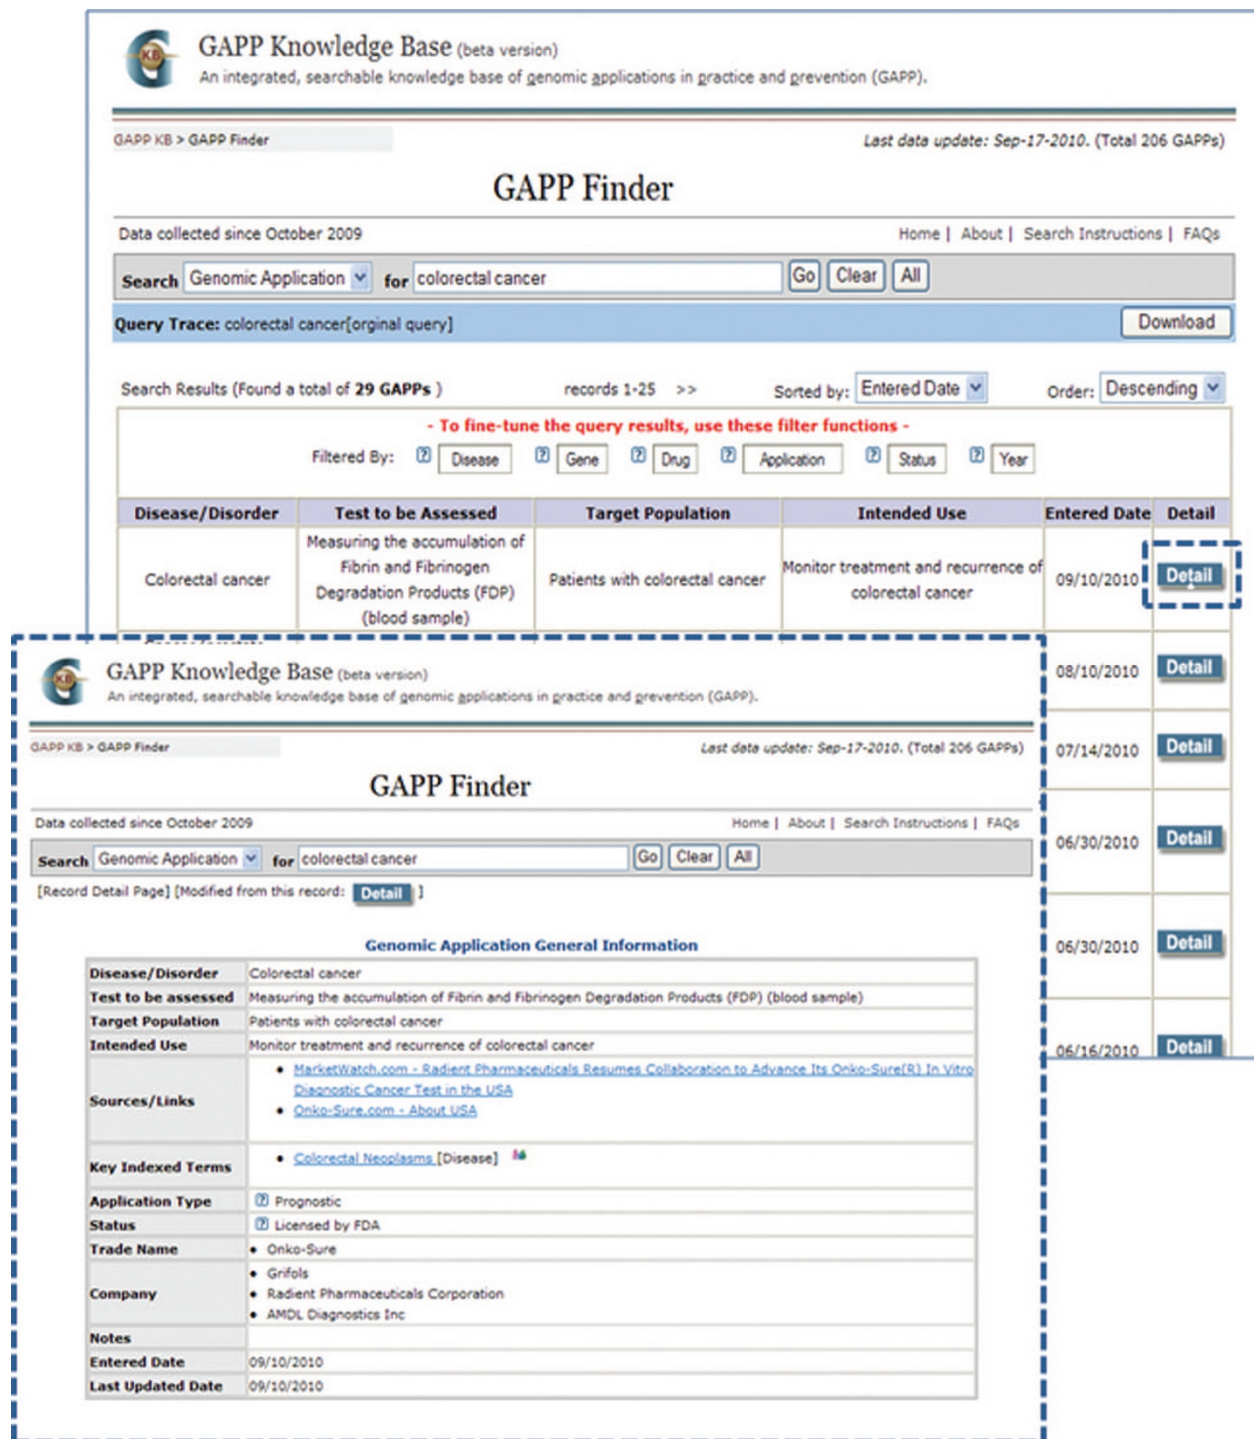 KB
GAPP Knowledge Base (beta version)
An integrated, searchable knowledge base of genomic applications in practice and prevention (GAPP).
GAPP KB > GAPP Finder
Last data update: Sep-17-2010. (Total 206 GAPPs)
GAPP Finder
Data collected since October 2009
Home | About | Search Instructions | FAQs
Search Genomic Application for colorectal cancer Go Clear All
Query Trace: colorectal cancer[orginal query]
Download
Search Results (Found a total of 29 GAPPs ) records 1-25 >> Sorted by: Entered Date Order: Descending
- To fine-tune the query results, use these filter functions -
Filtered By: ? Disease ? Gene ? Drug ? Application ? Status ? Year
Disease/Disorder Test to be Assessed Target Population Intended Use Entered Date Detail
Colorectal cancer
Measuring the accumulation of
Fibrin and Fibrinogen
Degradation Products (FDP)
(blood sample)
Patients with colorectal cancer
Monitor treatment and recurrence of
colorectal cancer
09/10/2010 Detail
08/10/2010 Detail
07/14/2010 Detail
06/30/2010 Detail
06/30/2010 Detail
06/16/2010 Detail
KB
GAPP Knowledge Base (beta version)
An integrated, searchable knowledge base of genomic applications in practice and prevention (GAPP).
GAPP KB > GAPP Finder
Last data update: Sep-17-2010. (Total 206 GAPPs)
GAPP Finder
Data collected since October 2009
Home | About | Search Instructions | FAQs
Search Genomic Application for colorectal cancer Go Clear All
[Record Detail Page] [Modified from this record: Detail ]
Genomic Application General Information
Disease/Disorder Colorectal cancer
Test to be assessed Measuring the accumulation of Fibrin and Fibrinogen Degradation Products (FDP) (blood sample)
Target Population Patients with colorectal cancer
Intended Use Monitor treatment and recurrence of colorectal cancer
Sources/Links
• MarketWatch.com - Radient Pharmaceuticals Resumes Collaboration to Advance Its Onko-Sure(R) In Vitro
Diagnostic Cancer Test in the USA
• Onko-Sure.com - About USA
Key Indexed Terms • Colorectal Neoplasms [Disease]
Application Type ? Prognostic
Status ? Licensed by FDA
Trade Name • Onko-Sure
Company
• Grifols
• Radient Pharmaceuticals Corporation
• AMDL Diagnostics Inc
Notes
Entered Date 09/10/2010
Last Updated Date 09/10/2010